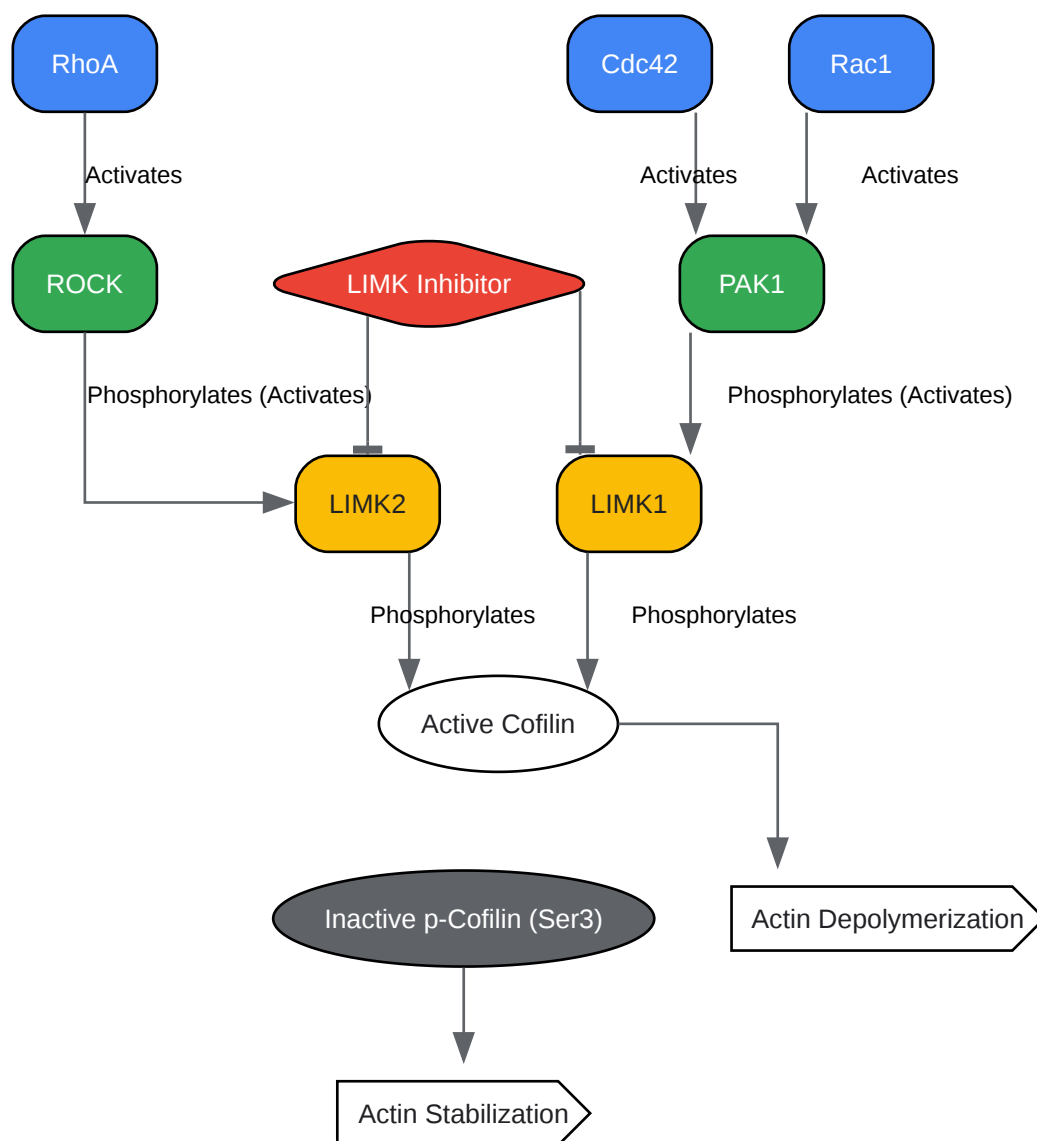 RhoA
Cdc42
Rac1
Activates
Activates
Activates
ROCK
LIMK Inhibitor
PAK1
Phosphorylates (Activates)
Phosphorylates (Activates)
LIMK2
LIMK1
Phosphorylates
Phosphorylates
Active Cofilin
Inactive p-Cofilin (Ser3)
Actin Depolymerization
Actin Stabilization